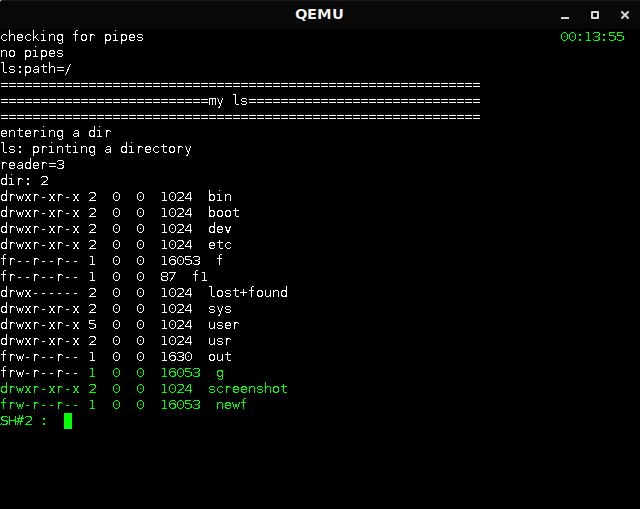 QEMU
checking for pipes
00:13:55
no pipes
ls:path=/
============================================================
==========================my ls=============================
============================================================
entering a dir
ls: printing a directory
reader=3
dir: 2
drwxr-xr-x 2  0  0  1024  bin
drwxr-xr-x 2  0  0  1024  boot
drwxr-xr-x 2  0  0  1024  dev
drwxr-xr-x 2  0  0  1024  etc
fr--r--r-- 1  0  0  16053  f
fr--r--r-- 1  0  0  87  f1
drwx------ 2  0  0  1024  lost+found
drwxr-xr-x 2  0  0  1024  sys
drwxr-xr-x 5  0  0  1024  user
drwxr-xr-x 2  0  0  1024  usr
frw-r--r-- 1  0  0  1630  out
frw-r--r-- 1  0  0  16053  g
drwxr-xr-x 2  0  0  1024  screenshot
frw-r--r-- 1  0  0  16053  newf
SH#2 :